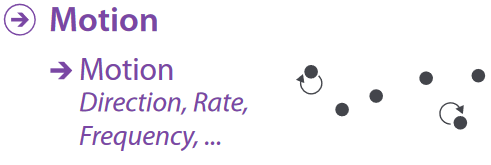 Motion
Motion
Direction, Rate,
Frequency, ...